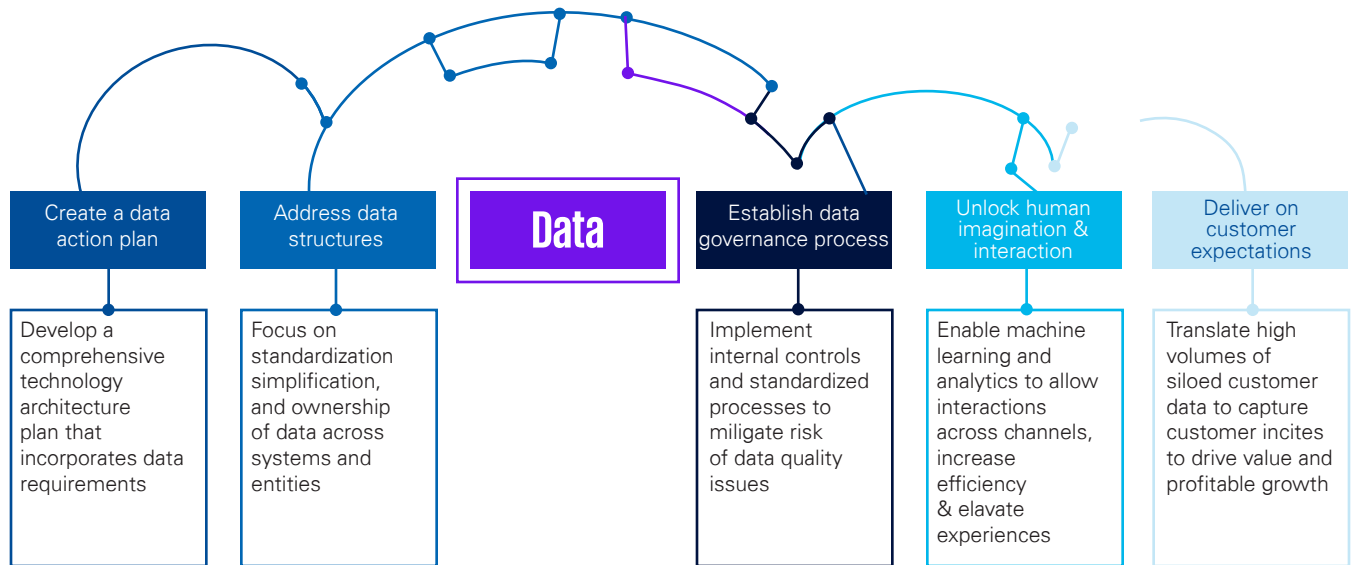 Create a data
action plan
Develop a
comprehensive
technology
architecture
plan that
incorporates data
requirements
Address data
structures
Focus on
standardization
simplification,
and ownership
of data across
systems and
entities
Data
Establish data
governance process
Implement
internal controls
and standardized
processes to
miligate risk
of data quality
issues
Unlock human
imagination &
interaction
Enable machine
learning and
analytics to allow
interactions
across channels,
increase
efficiency
& elavate
experiences
Deliver on
customer
expectations
Translate high
volumes of
siloed customer
data to capture
customer incites
to drive value and
profitable growth